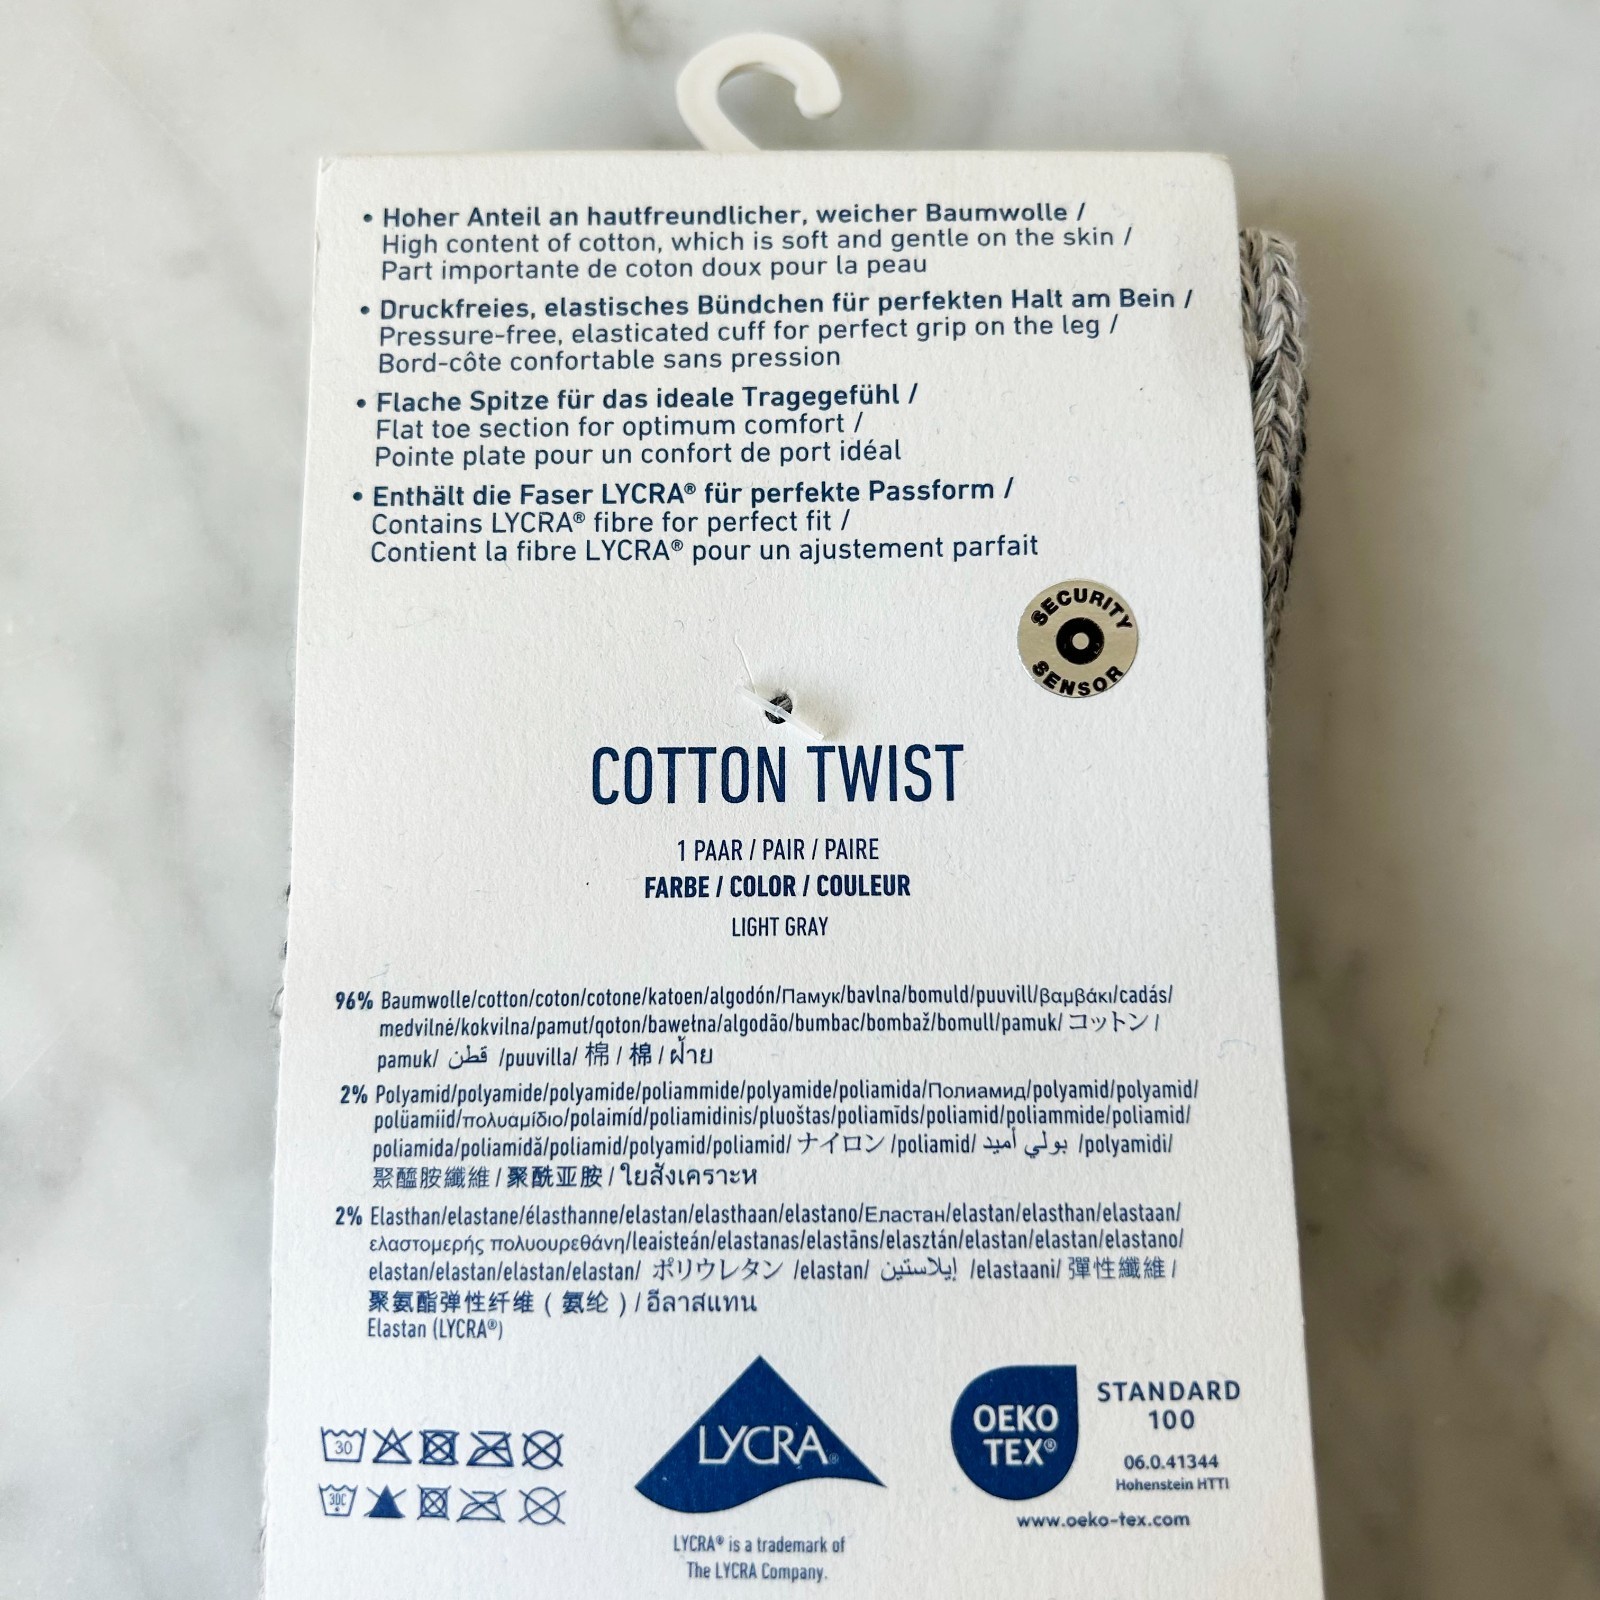 • Hoher Anteil an hautfreundlicher, weicher Baumwolle /
High content of cotton, which is soft and gentle on the skin /
Part importante de coton doux pour la peau
• Druckfreies, elastisches Bündchen für perfekten Halt am Bein /
Pressure-free, elasticated cuff for perfect grip on the leg /
Bord-côte confortable sans pression
• Flache Spitze für das ideale Tragegefühl /
Flat toe section for optimum comfort /
Pointe plate pour un confort de port idéal
• Enthält die Faser LYCRA® für perfekte Passform /
Contains LYCRA® fibre for perfect fit /
Contient la fibre LYCRA® pour un ajustement parfait
SECURITY
SENSOR
COTTON TWIST
1 PAAR / PAIR / PAIRE
FARBE / COLOR / COULEUR
LIGHT GRAY
96% Baumwolle/cotton/coton/cotone/katoen/algodón/Памук/bavlna/bomuld/puuvill/βαμβάκι/cadás/
medvilnė/kokvilna/pamut/qoton/bawełna/algodão/bumbac/bombaž/bomull/pamuk/ コットン /
pamuk/ قطن /puuvilla/ 棉 / 棉 / ฝ้าย
2% Polyamid/polyamide/polyamide/poliammide/polyamide/poliamida/Полиамид/polyamid/polyamid/
polüamiid/πολυαμίδιο/polaimíd/poliamidinis/pluoštas/poliamīds/poliamid/poliammide/poliamid/
poliamida/poliamidă/poliamid/polyamid/poliamid/ ナイロン /poliamid/ بولي أميد /polyamidi/
聚醯胺纖維 / 聚酰亚胺 / ใยสังเคราะห
2% Elasthan/elastane/élasthanne/elastan/elasthaan/elastano/Еластан/elastan/elasthan/elastaan/
ελαστομερής πολυουρεθάνη/leaisteán/elastanas/elastāns/elasztán/elastan/elastan/elastano/
elastan/elastan/elastan/elastan/ ポリウレタン /elastan/ إيلاستين /elastaani/ 彈性纖維 /
聚氨酯弹性纤维 ( 氨纶 ) / อีลาสแทน
Elastan (LYCRA®)
30
30C
LYCRA®
LYCRA® is a trademark of
The LYCRA Company.
OEKO
TEX®
STANDARD
100
06.0.41344
Hohenstein HTTI
www.oeko-tex.com